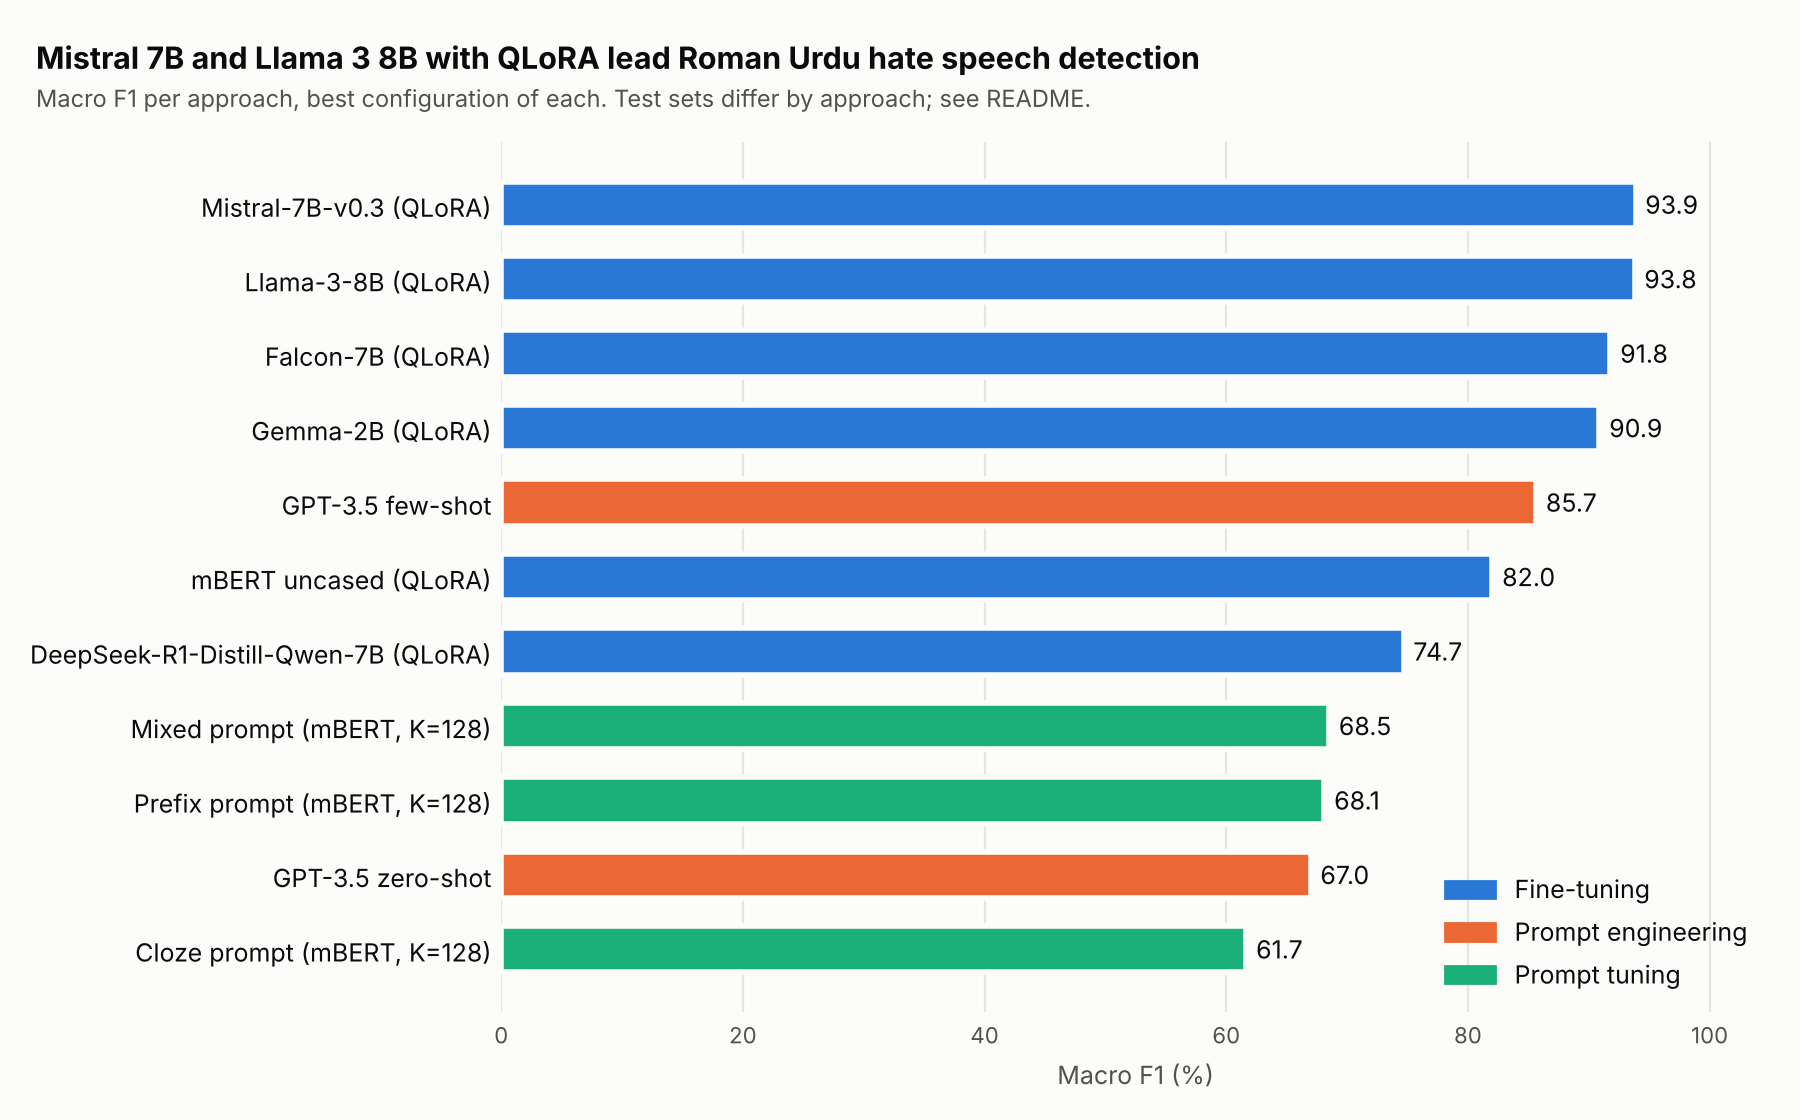 Mistral 7B and Llama 3 8B with QLoRA lead Roman Urdu hate speech detection
Macro F1 per approach, best configuration of each. Test sets differ by approach; see README.
Mistral-7B-v0.3 (QLoRA) 93.9
Llama-3-8B (QLoRA) 93.8
Falcon-7B (QLoRA) 91.8
Gemma-2B (QLoRA) 90.9
GPT-3.5 few-shot 85.7
mBERT uncased (QLoRA) 82.0
DeepSeek-R1-Distill-Qwen-7B (QLoRA) 74.7
Mixed prompt (mBERT, K=128) 68.5
Prefix prompt (mBERT, K=128) 68.1
GPT-3.5 zero-shot 67.0
Cloze prompt (mBERT, K=128) 61.7
Fine-tuning
Prompt engineering
Prompt tuning
0 20 40 60 80 100
Macro F1 (%)